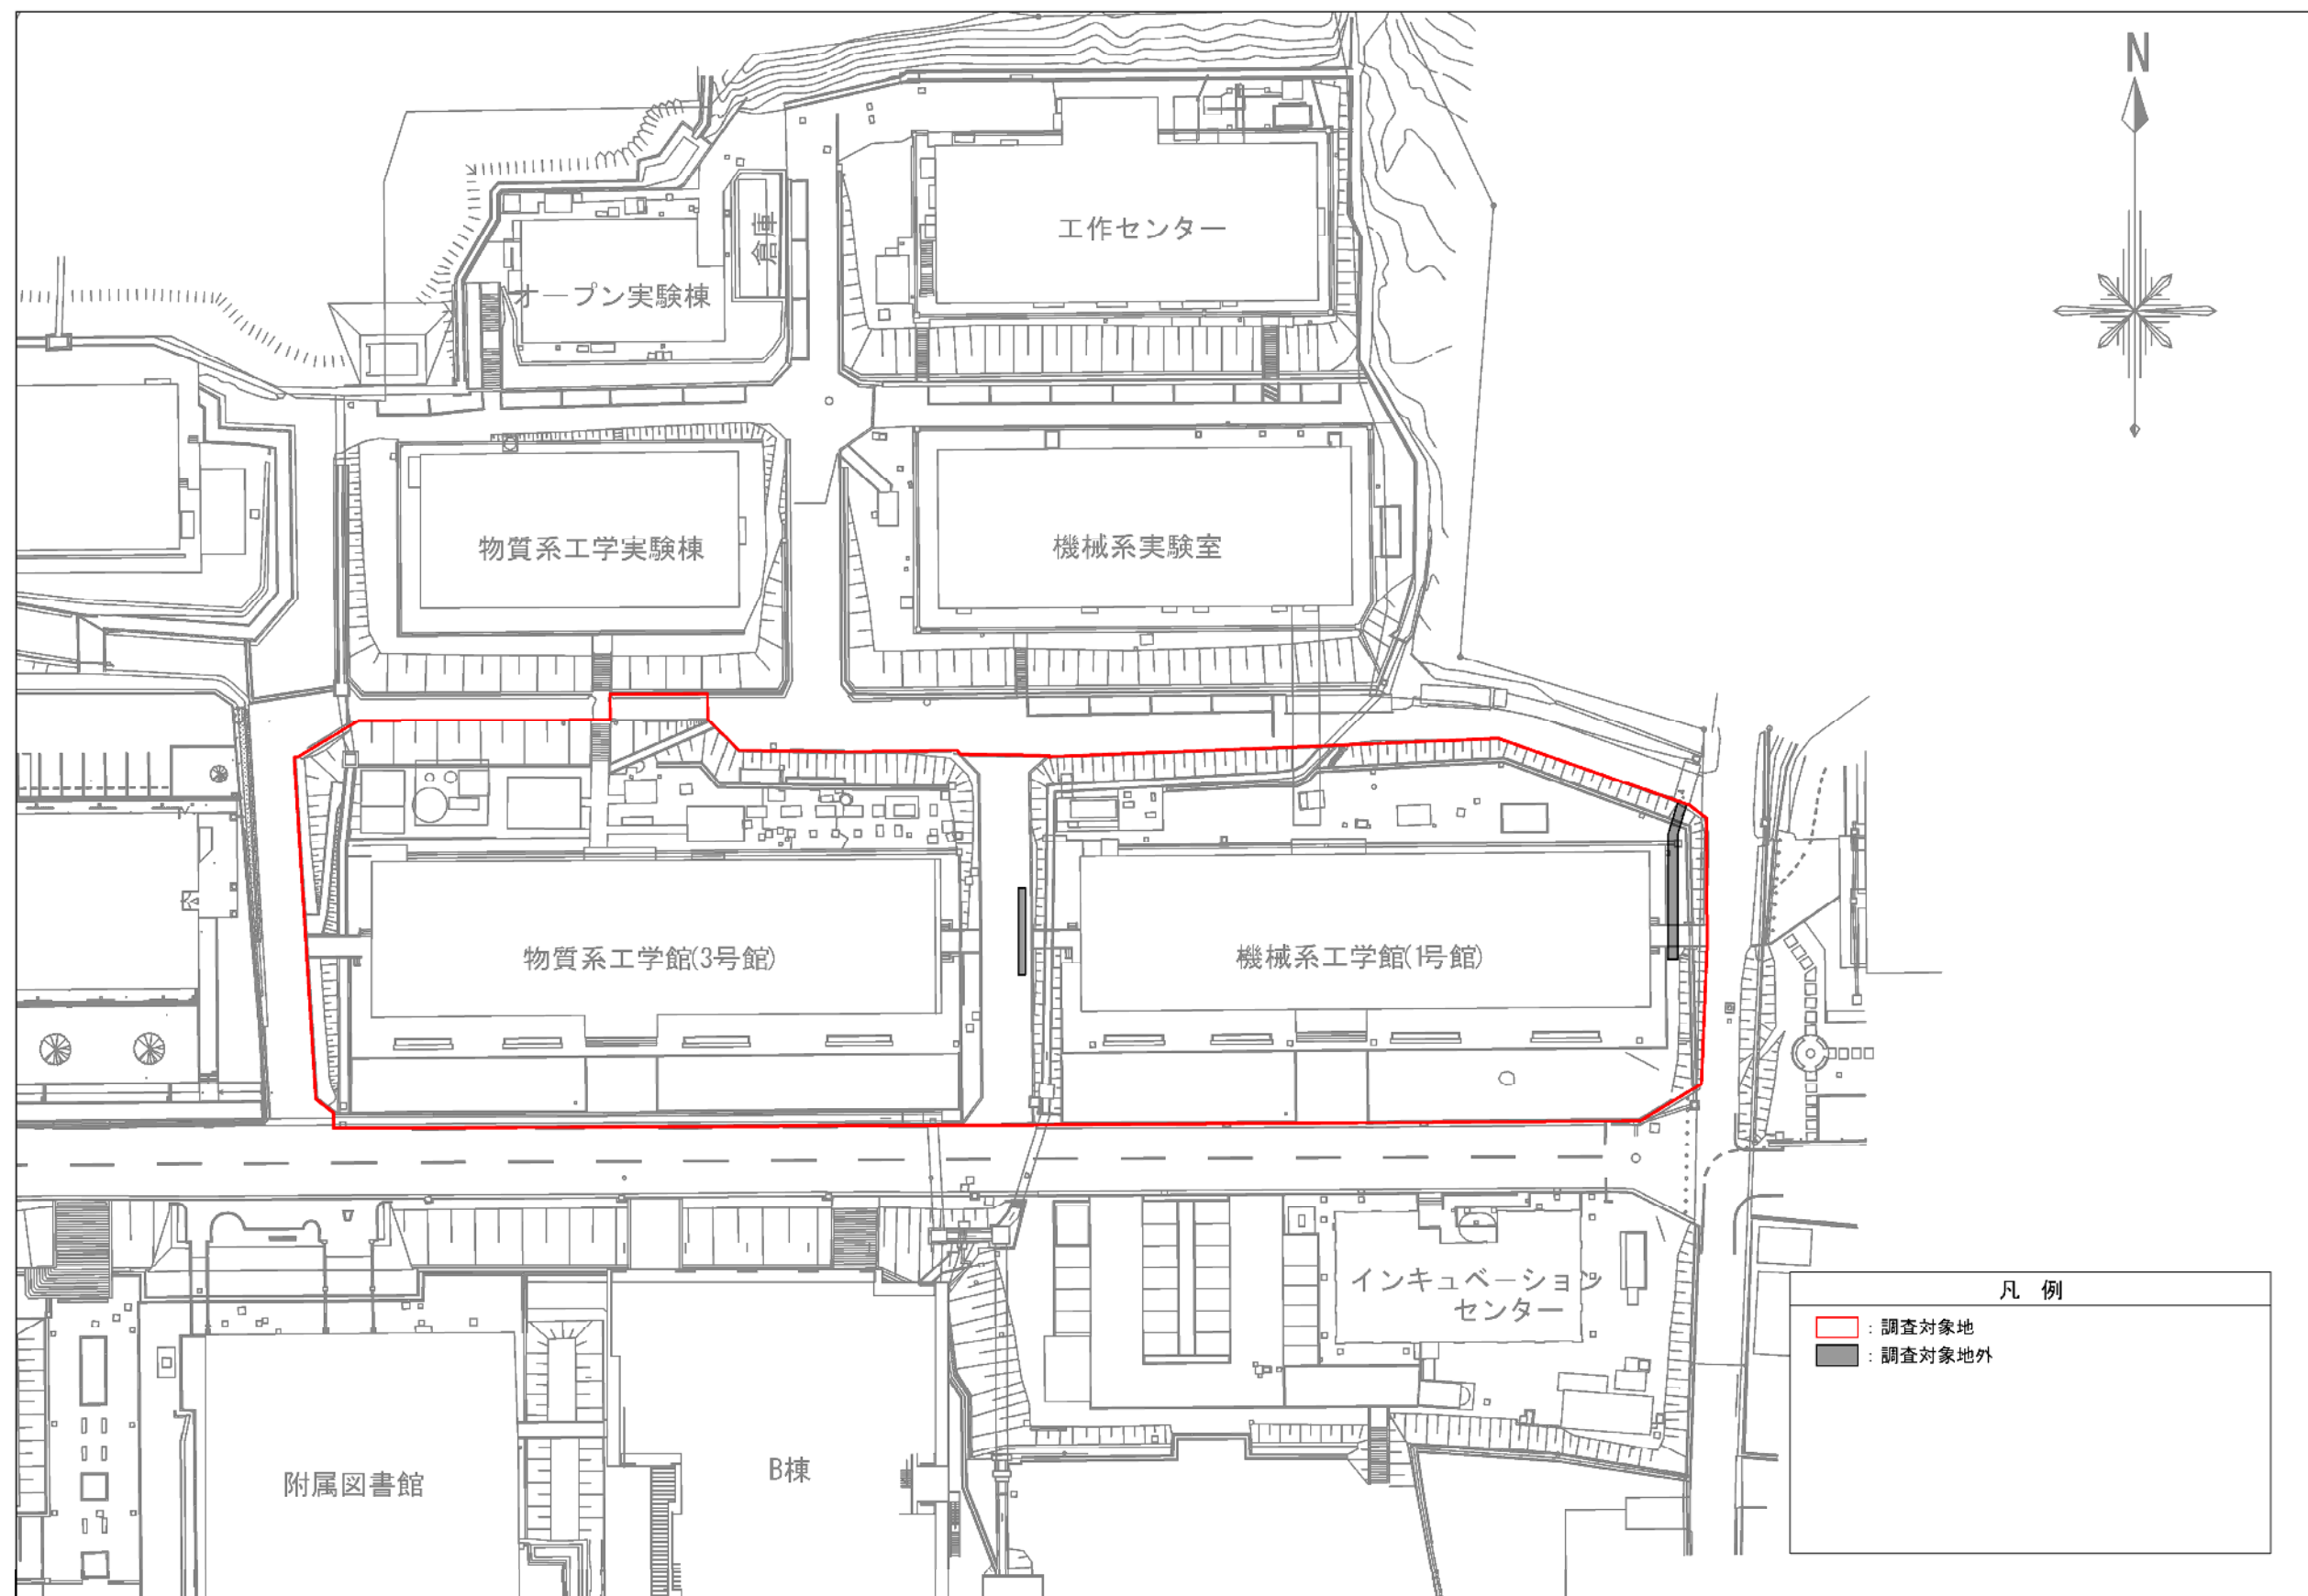 N
工作センター
倉庫
オープン実験棟
物質系工学実験棟
機械系実験室
物質系工学館(3号館)
機械系工学館(1号館)
インキュベーション
センター
凡 例
：調査対象地
：調査対象地外
附属図書館
B棟